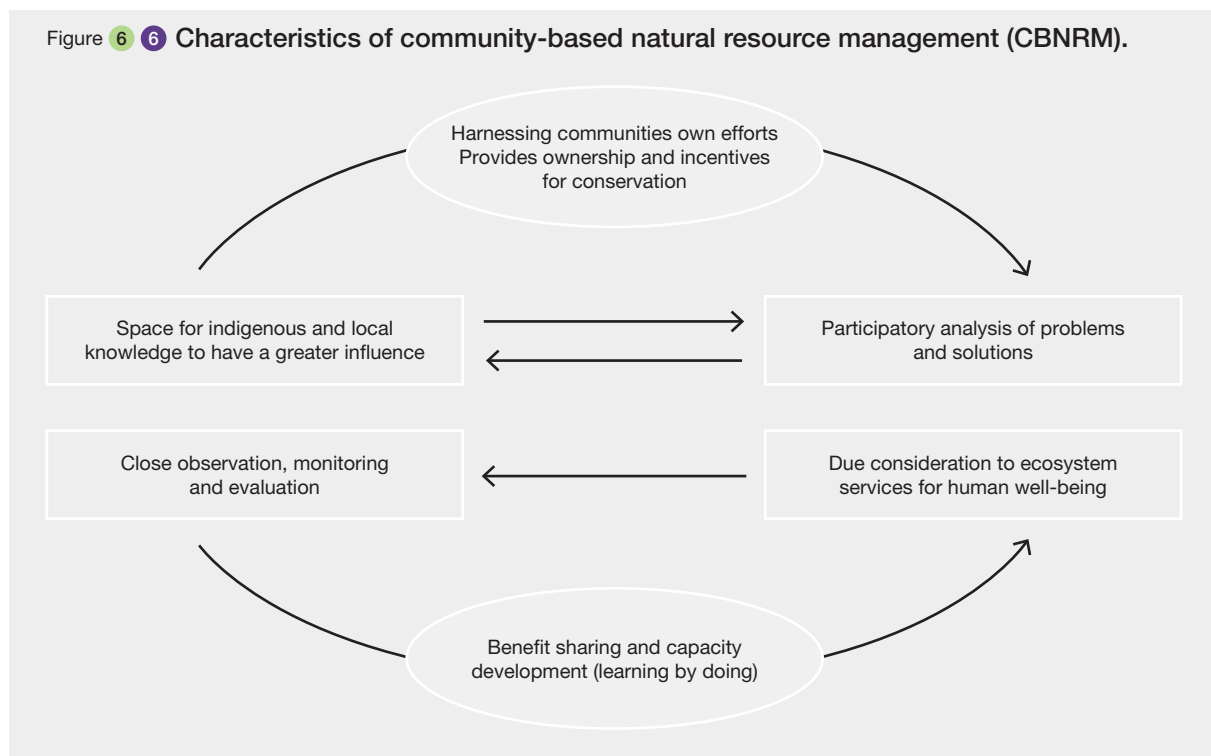 Figure 6 6 Characteristics of community-based natural resource management (CBNRM).
Harnessing communities own efforts
Provides ownership and incentives
for conservation
Space for indigenous and local
knowledge to have a greater influence
Participatory analysis of problems
and solutions
Close observation, monitoring
and evaluation
Due consideration to ecosystem
services for human well-being
Benefit sharing and capacity
development (learning by doing)